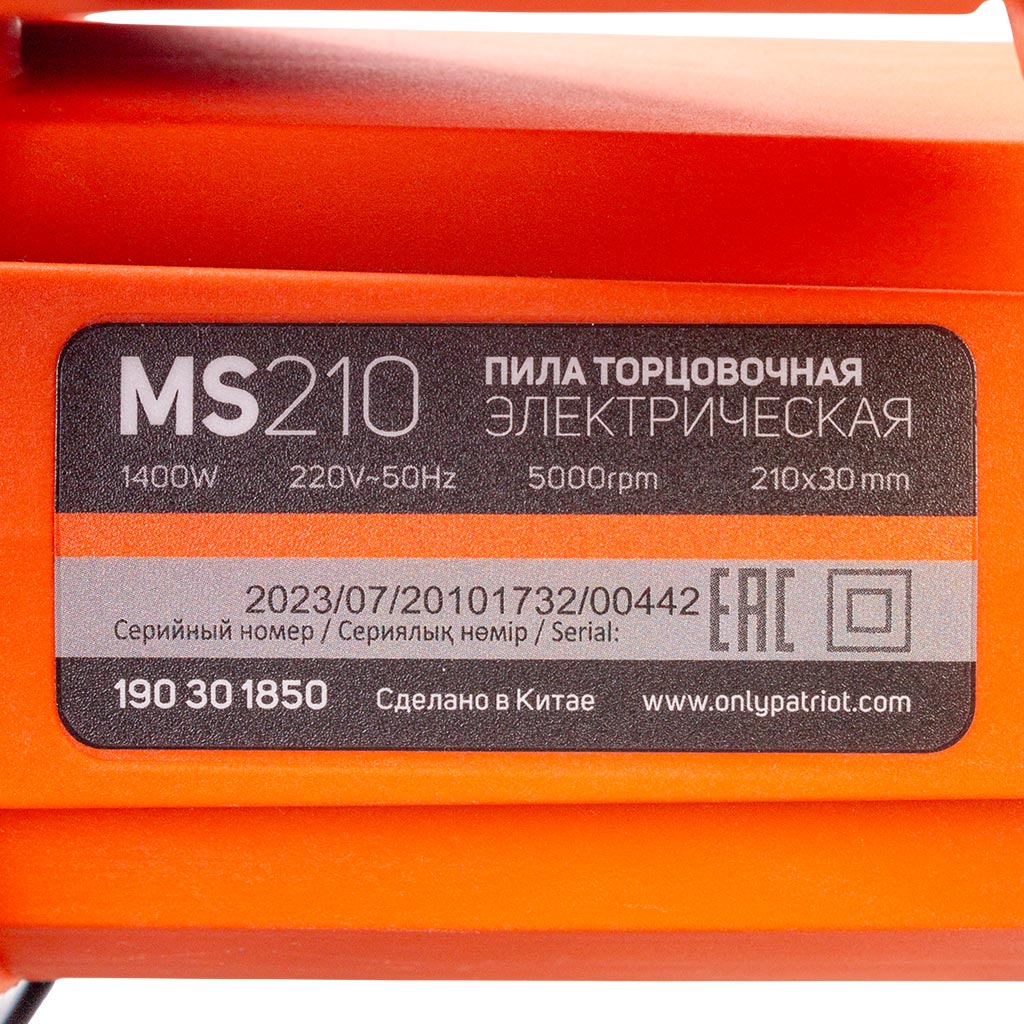 MS210
ПИЛА ТОРЦОВОЧНАЯ
ЭЛЕКТРИЧЕСКАЯ
1400W 220V~50Hz 5000rpm 210x30 mm
2023/07/20101732/00442
Серийный номер / Сериялық нөмір / Serial:
EAC
190 30 1850 Сделано в Китае www.onlypatriot.com